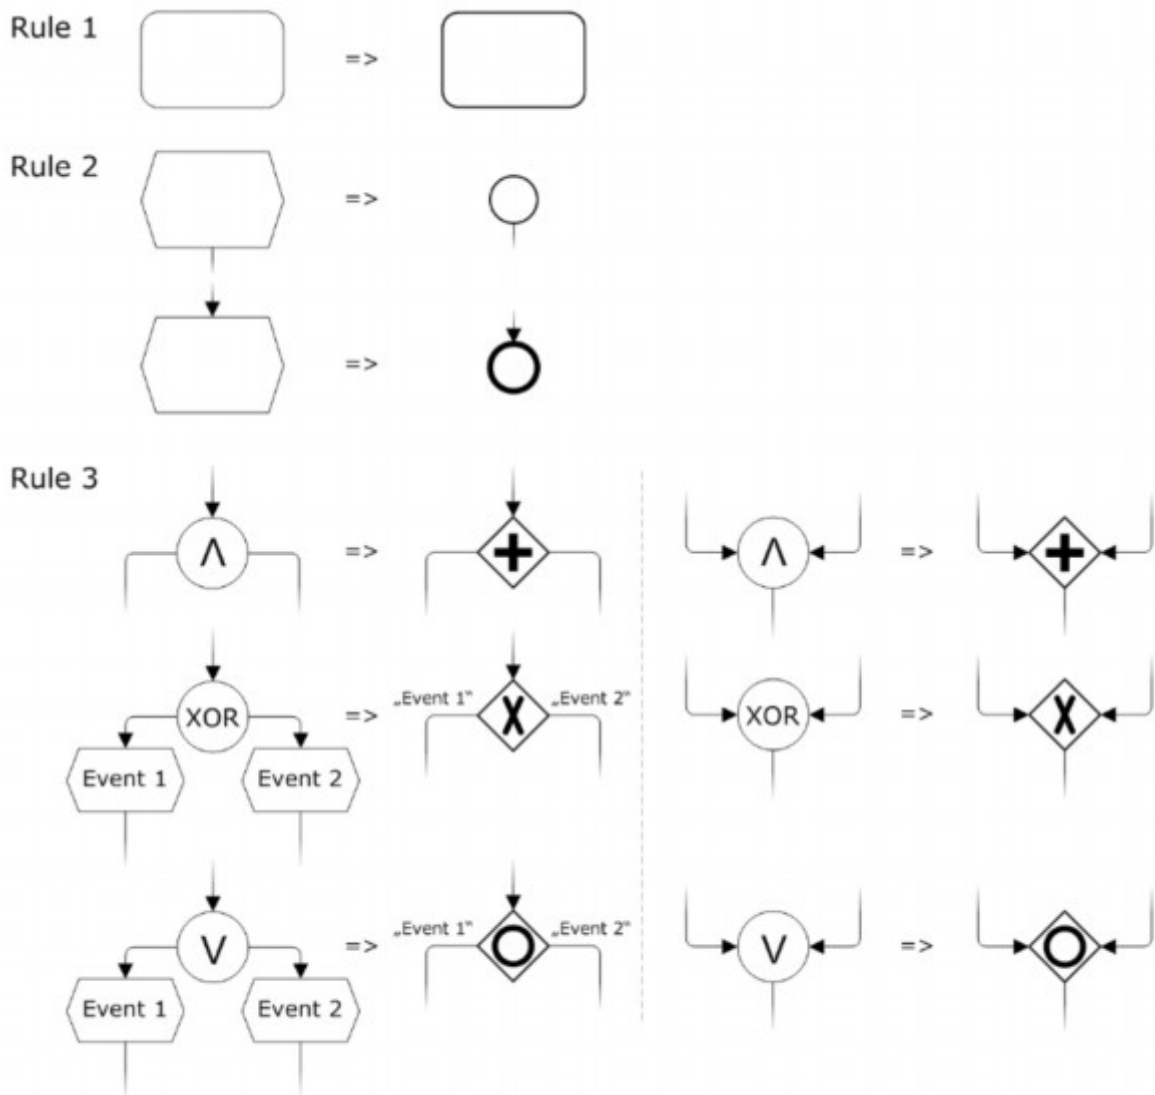 Rule 1
=>
Rule 2
=>
=>
Rule 3
Λ => Λ =>
XOR => „Event 1“ X „Event 2“ XOR => X
Event 1 Event 2
V => „Event 1“ „Event 2“ V =>
Event 1 Event 2